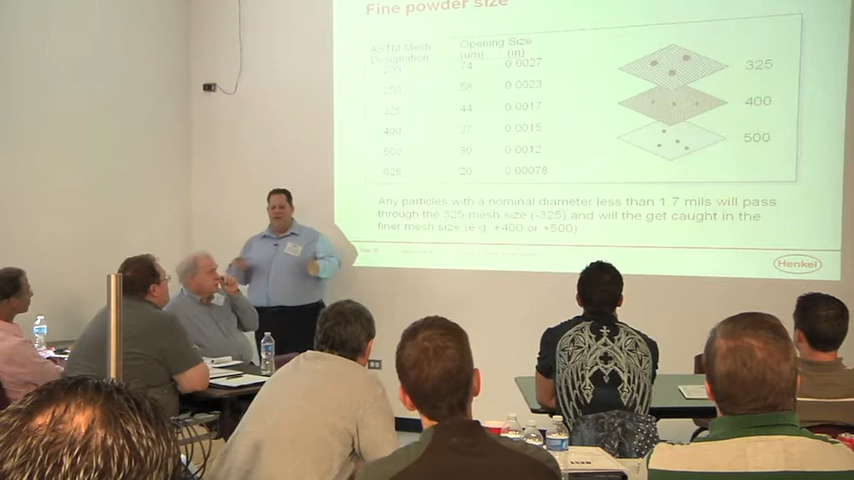 Fine powder size
ASTM Mesh Designation
Opening Size
(um) (in)
200 74 0.0027
250 58 0.0023
325 44 0.0017
400 37 0.0015
500 30 0.0012
625 20 0.00078
325
400
500
Any particles with a nominal diameter less than 1.7 mils will pass
through the 325 mesh size (-325) and will the get caught in the
finer mesh size (e.g. +400 or +500)
Henkel